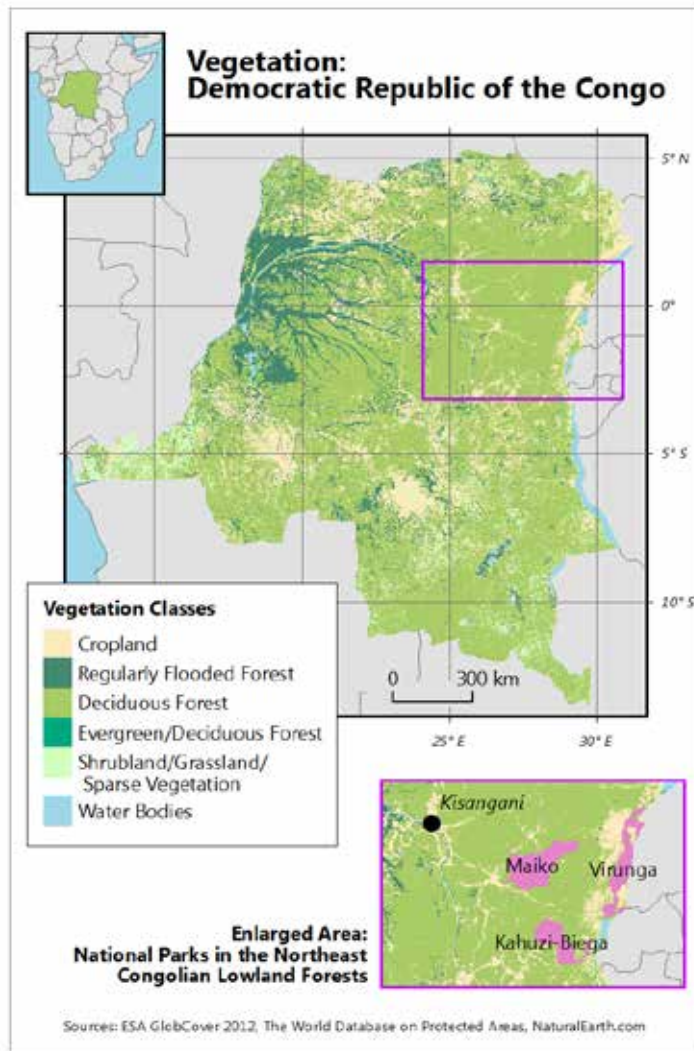 Vegetation:
Democratic Republic of the Congo
5° N
0°
5° S
10° S
0 300 km
25° E 30° E
Vegetation Classes
Cropland
Regularly Flooded Forest
Deciduous Forest
Evergreen/Deciduous Forest
Shrubland/Grassland/
Sparse Vegetation
Water Bodies
Kisangani
Maiko
Virunga
Kahuzi-Biega
Enlarged Area:
National Parks in the Northeast
Congolian Lowland Forests
Sources: ESA GlobCover 2012, The World Database on Protected Areas, NaturalEarth.com